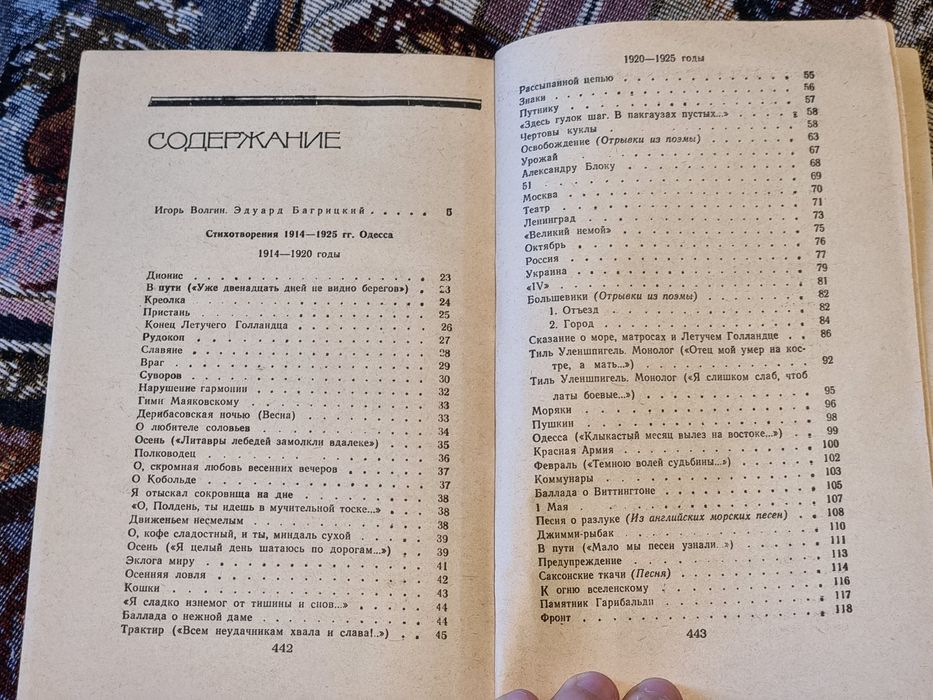 СОДЕРЖАНИЕ
Игорь Волгин. Эдуард Багрицкий . . . . . 5
Стихотворения 1914—1925 гг. Одесса
1914—1920 годы
Дионис . . . 23
В пути («Уже двенадцать дней не видно берегов») . 23
Креолка . . . 24
Пристань . . . 25
Конец Летучего Голландца . . . 26
Рудокоп . . . 27
Славяне . . . 28
Враг . . . 29
Суворов . . . 30
Нарушение гармонии . . . 32
Гимн Маяковскому . . . 33
Дерибасовская ночью (Весна) . . . 33
О любителе соловьев . . . 34
Осень («Литавры лебедей замолкли вдалеке») . . . 35
Полководец . . . 36
О, скромная любовь весенних вечеров . . . 37
О Кобольде . . . 37
Я отыскал сокровища на дне . . . 38
«О, Полдень, ты идешь в мучительной тоске...» . 38
Движеньем несмелым . . . 38
О, кофе сладостный, и ты, миндаль сухой . . . 39
Осень («Я целый день шатаюсь по дорогам...») . . 39
Эклога миру . . . 41
Осенняя ловля . . . 42
Кошки . . . 43
«Я сладко изнемог от тишины и снов...» . . . 44
Баллада о нежной даме . . . 44
Трактир («Всем неудачникам хвала и слава!..») . . 45
442
1920—1925 годы
Рассыпанной цепью . . . 55
Знаки . . . 56
Путнику . . . 57
«Здесь гулок шаг. В пакгаузах пустых...» . . . 58
Чертовы куклы . . . 58
Освобождение (Отрывки из поэмы) . . . 63
Урожай . . . 67
Александру Блоку . . . 68
51 . . . 69
Москва . . . 70
Театр . . . 71
Ленинград . . . 73
«Великий немой» . . . 75
Октябрь . . . 76
Россия . . . 77
Украина . . . 79
«IV» . . . 81
Большевики (Отрывки из поэмы) . . . 82
1. Отъезд . . . 82
2. Город . . . 84
Сказание о море, матросах и Летучем Голландце . . 86
Тиль Уленшпигель. Монолог («Отец мой умер на кос-
тре, а мать...») . . . 92
Тиль Уленшпигель. Монолог («Я слишком слаб, чтоб
латы боевые...») . . . 95
Моряки . . . 96
Пушкин . . . 98
Одесса («Клыкастый месяц вылез на востоке...») . . 99
Красная Армия . . . 100
Февраль («Темною волей судьбины...») . . . 102
Коммунары . . . 103
Баллада о Виттингтоне . . . 105
1 Мая . . . 107
Песня о разлуке (Из английских морских песен) . . . 108
Джимми-рыбак . . . 110
В пути («Мало мы песен узнали...») . . . 111
Предупреждение . . . 113
Саксонские ткачи (Песня) . . . 114
К огню вселенскому . . . 116
Памятник Гарибальди . . . 117
Фронт . . . 118
443